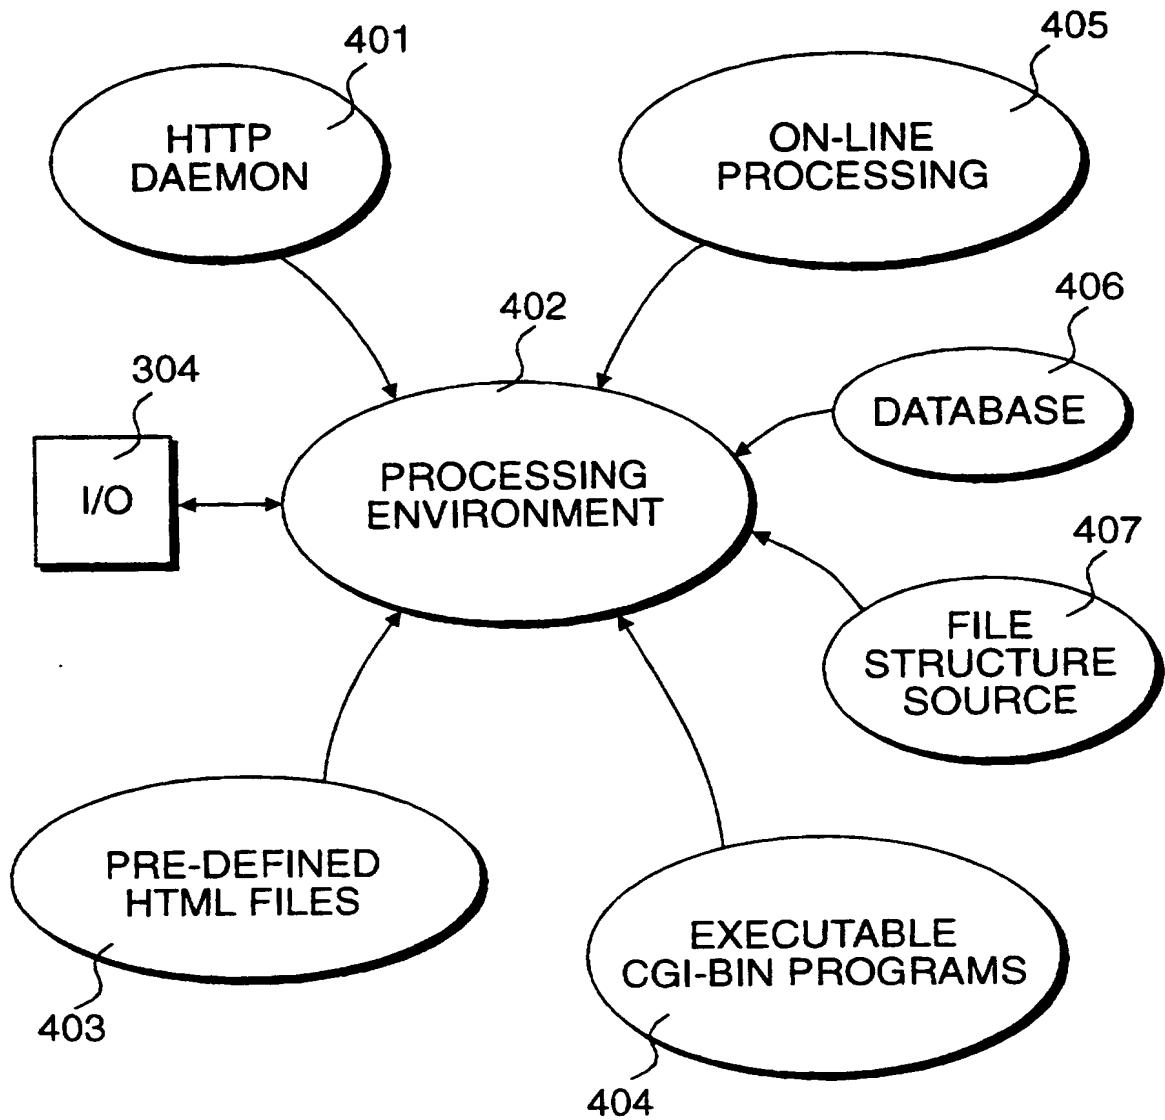 401
HTTP
DAEMON
405
ON-LINE
PROCESSING
402
406
DATABASE
304
I/O
PROCESSING
ENVIRONMENT
407
FILE
STRUCTURE
SOURCE
PRE-DEFINED
HTML FILES
403
EXECUTABLE
CGI-BIN PROGRAMS
404